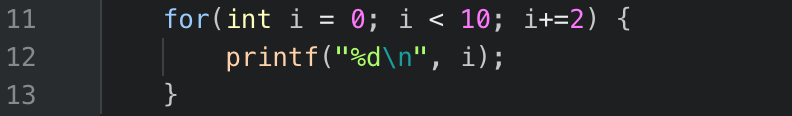 11 for(int i = 0; i < 10; i+=2) {
12 printf("%d\n", i);
13 }